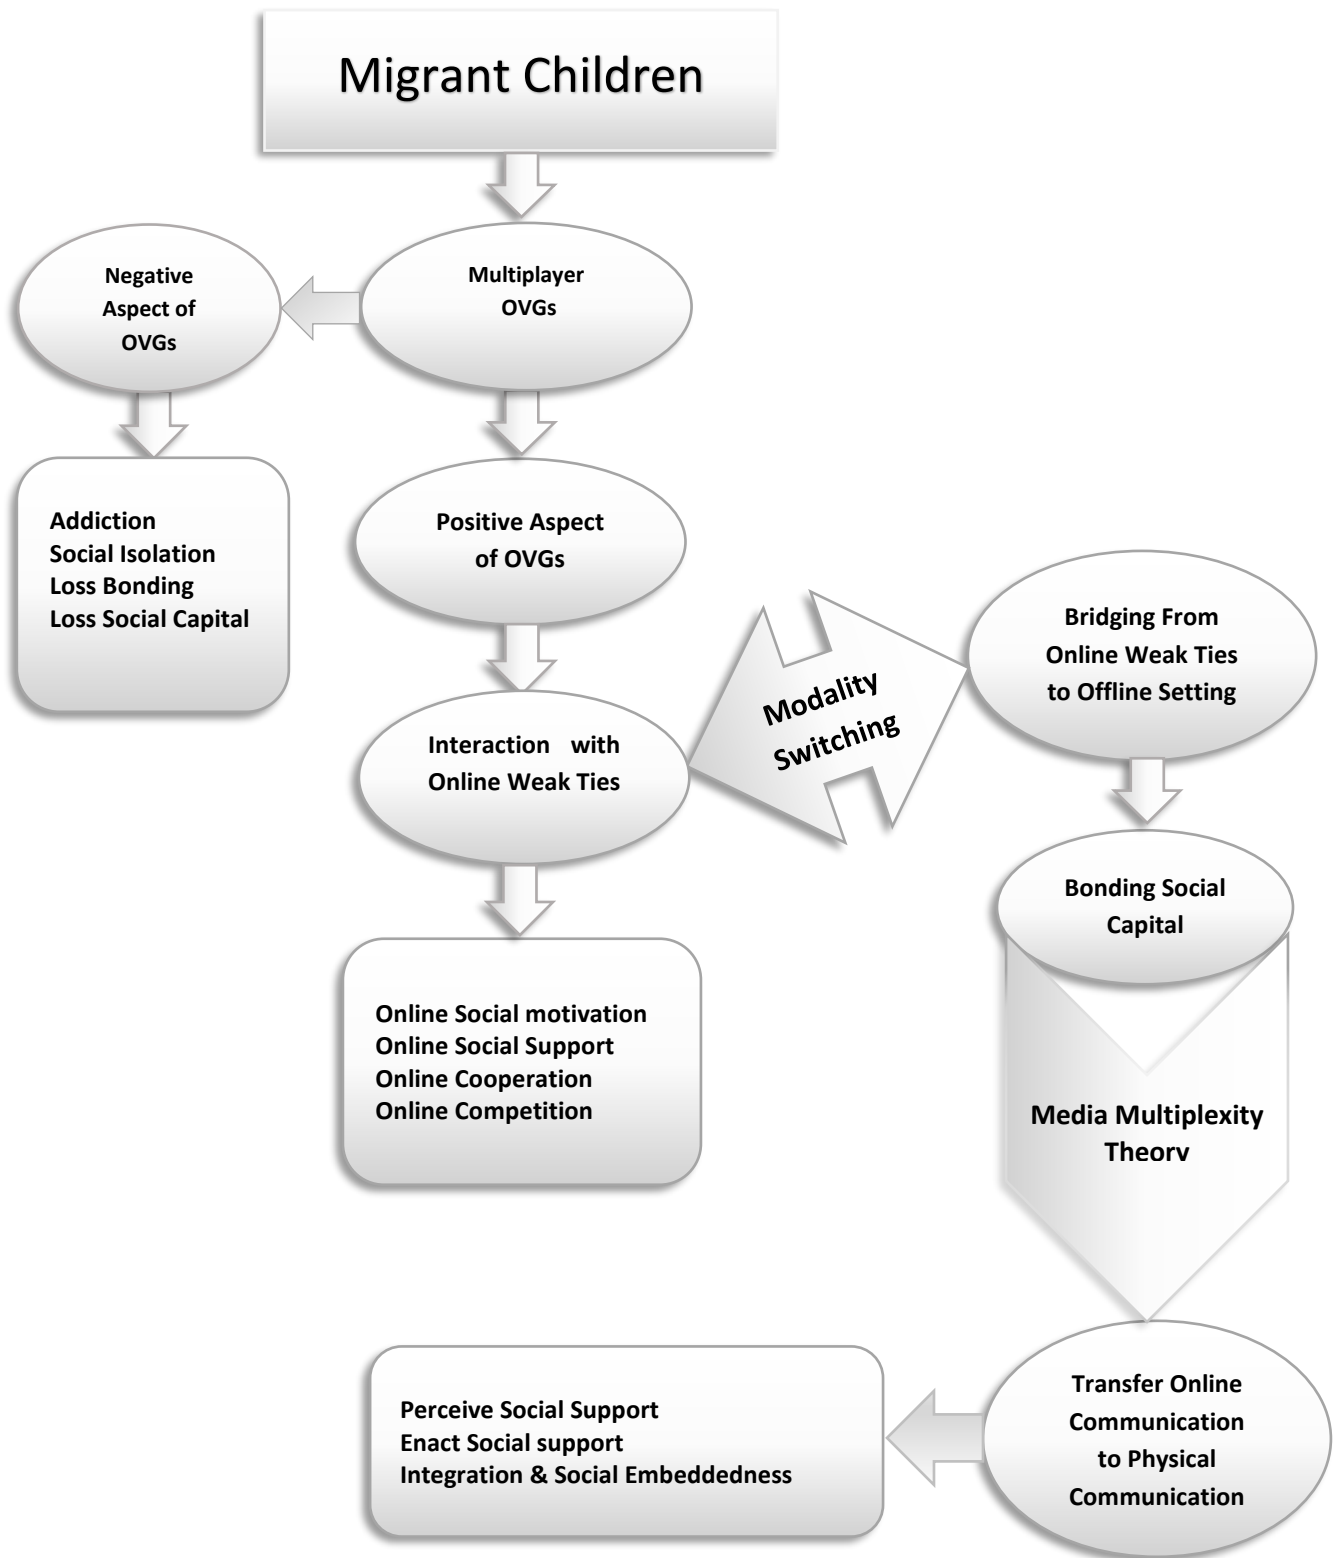 Migrant Children
Multiplayer
OVGs
Negative
Aspect of
OVGs
Addiction
Social Isolation
Loss Bonding
Loss Social Capital
Positive Aspect
of OVGs
Interaction with
Online Weak Ties
Modality
Switching
Bridging From
Online Weak Ties
to Offline Setting
Online Social motivation
Online Social Support
Online Cooperation
Online Competition
Bonding Social
Capital
Media Multiplexity
Theory
Transfer Online
Communication
to Physical
Communication
Perceive Social Support
Enact Social support
Integration & Social Embeddedness